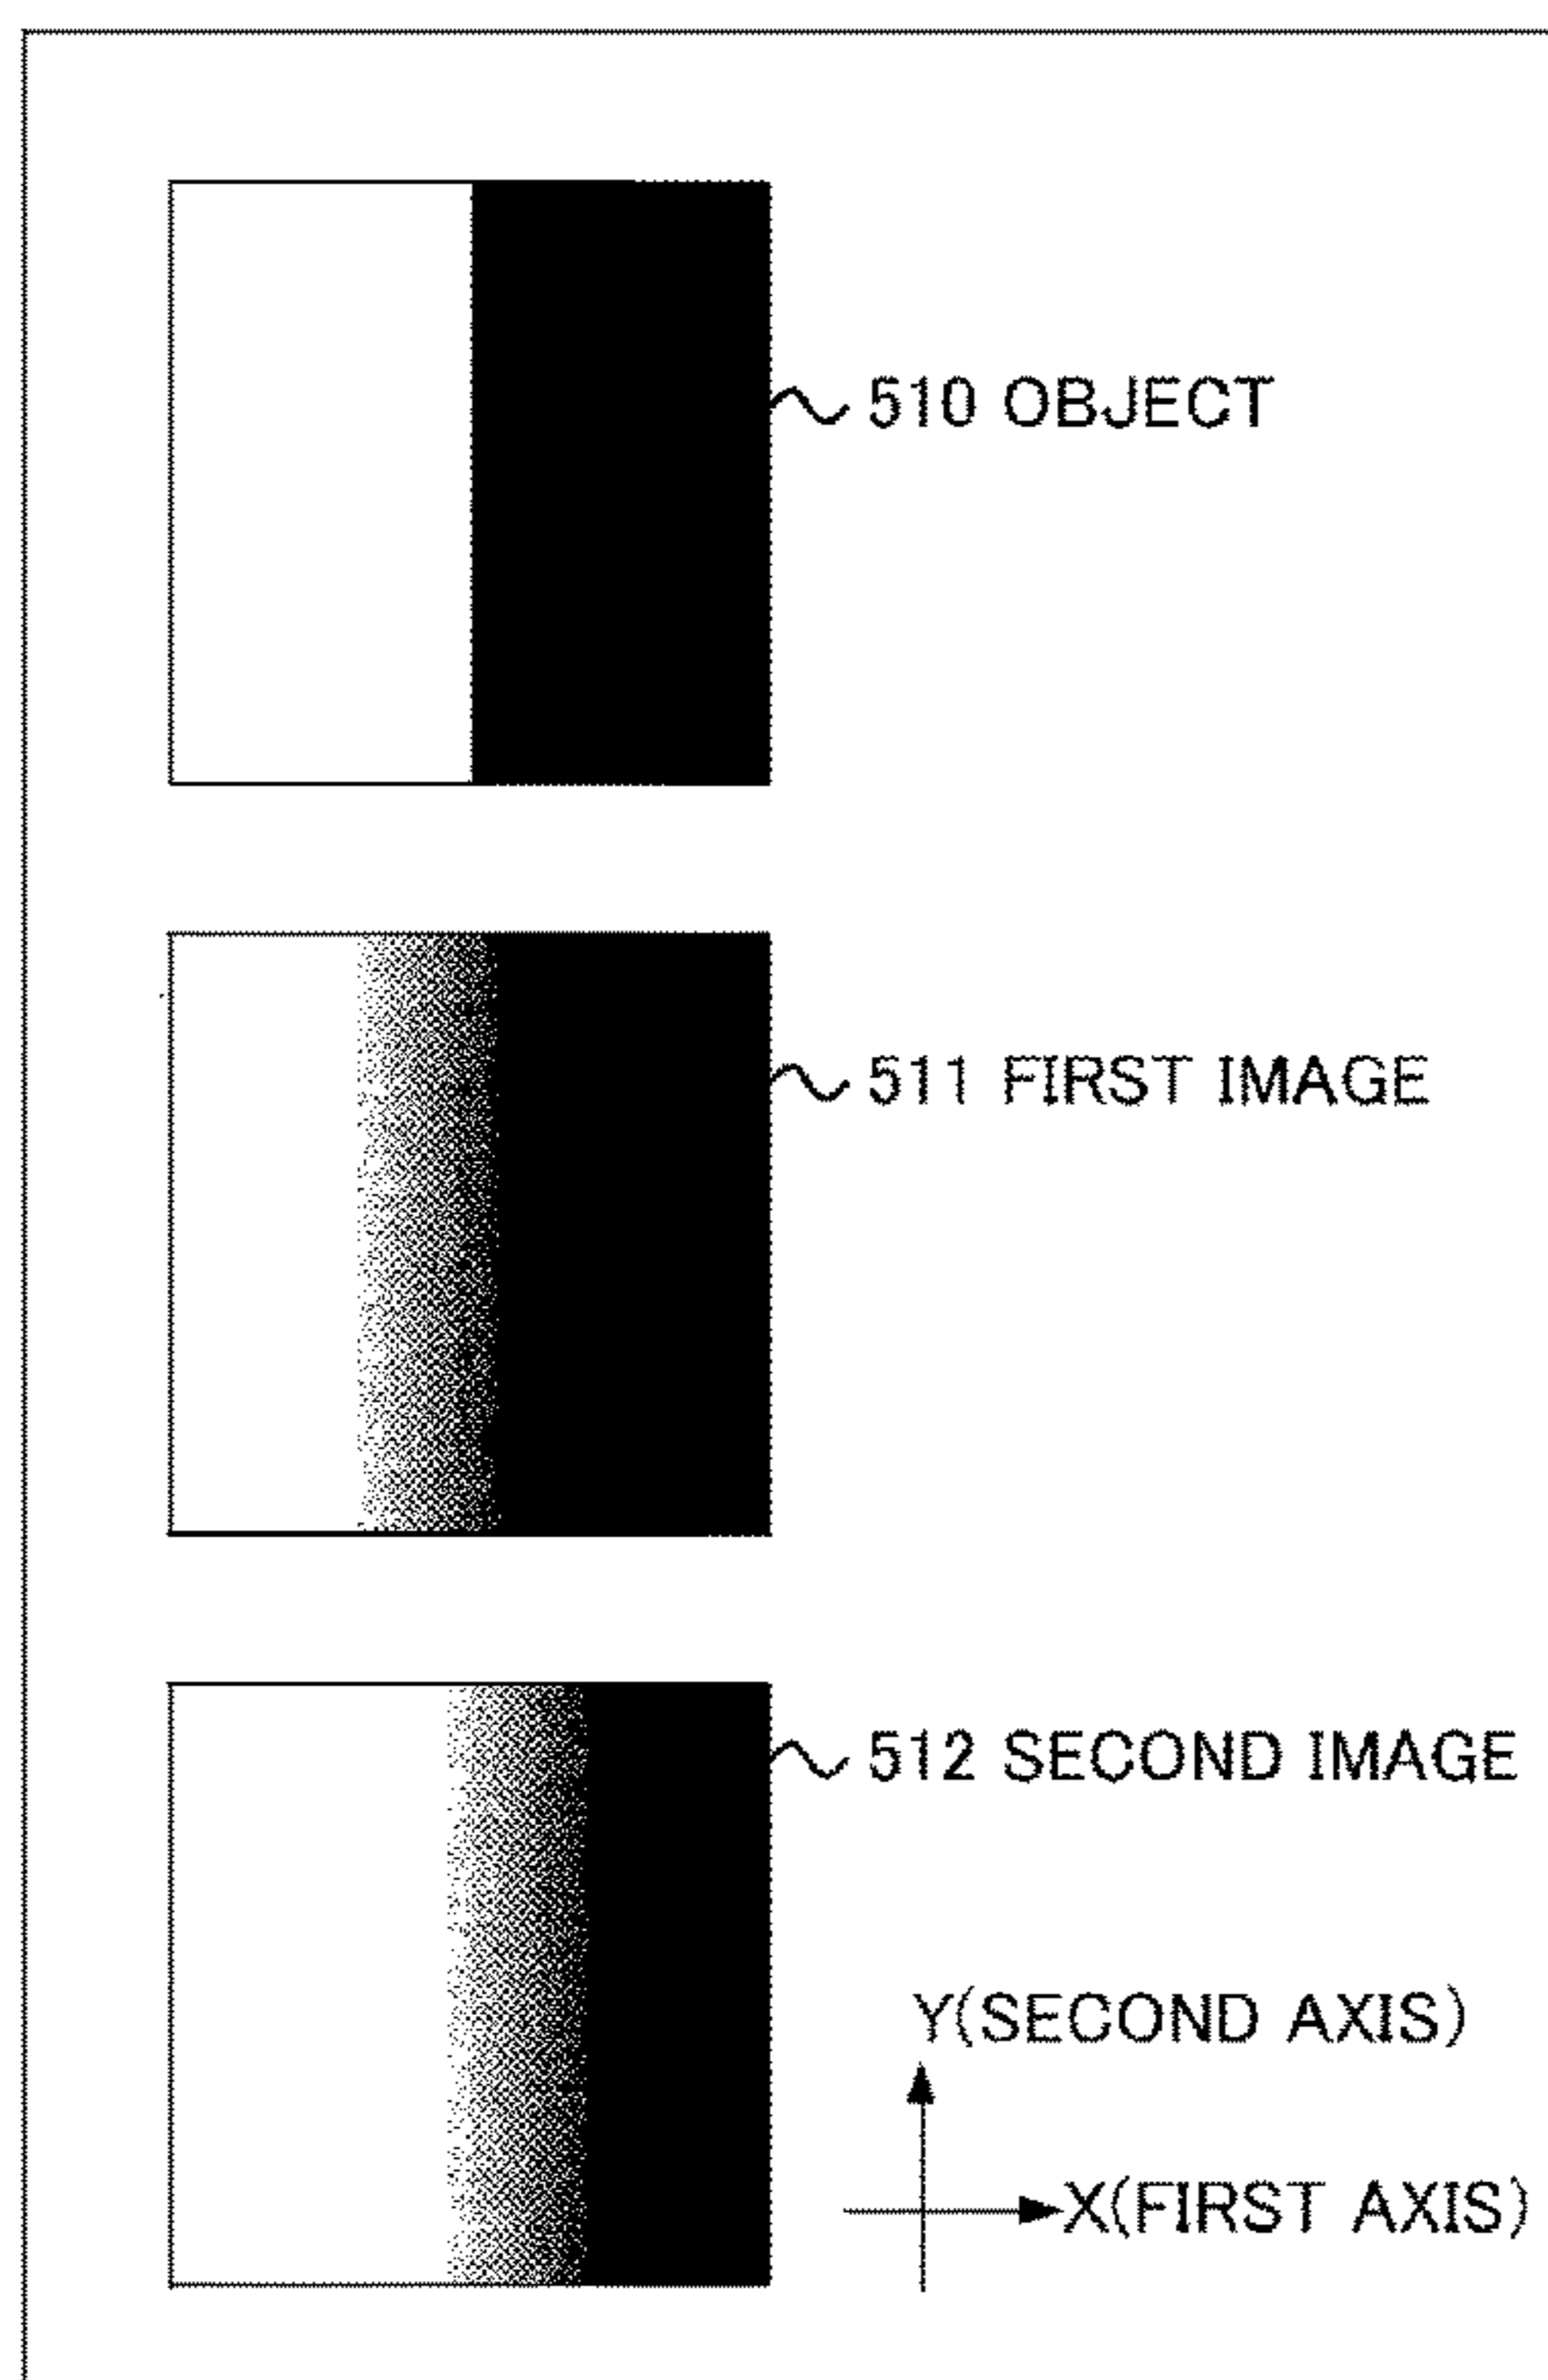 510 OBJECT
511 FIRST IMAGE
512 SECOND IMAGE
Y(SECOND AXIS)
X(FIRST AXIS)